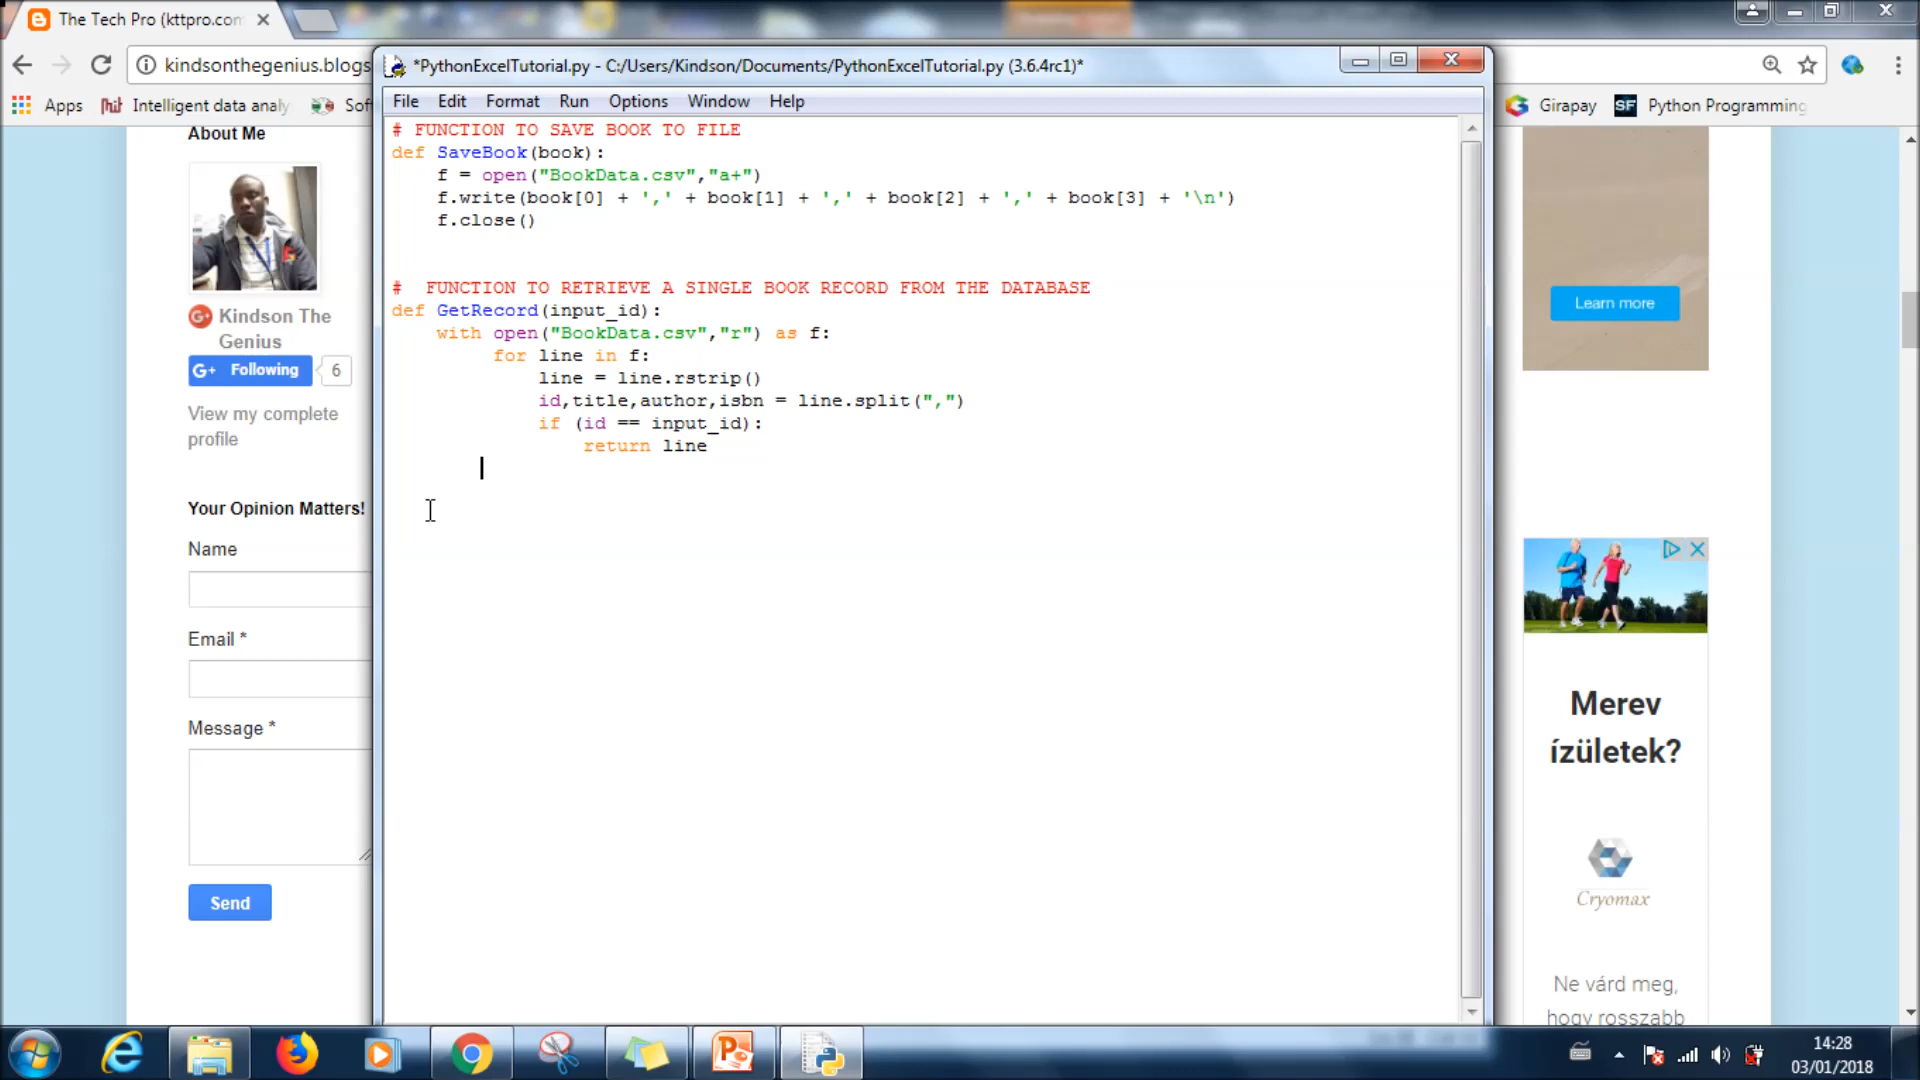 The Tech Pro (kttpro.com
kindsonthegenius.blogs
Apps
Intelligent data analy
Sof
Girapay
Python Programming
*PythonExcelTutorial.py - C:/Users/Kindson/Documents/PythonExcelTutorial.py (3.6.4rc1)*
File Edit Format Run Options Window Help
# FUNCTION TO SAVE BOOK TO FILE
def SaveBook(book):
    f = open("BookData.csv","a+")
    f.write(book[0] + ',' + book[1] + ',' + book[2] + ',' + book[3] + '\n')
    f.close()
#  FUNCTION TO RETRIEVE A SINGLE BOOK RECORD FROM THE DATABASE
def GetRecord(input_id):
    with open("BookData.csv","r") as f:
         for line in f:
             line = line.rstrip()
             id,title,author,isbn = line.split(",")
             if (id == input_id):
                 return line
About Me
Kindson The
Genius
G+ Following 6
View my complete
profile
Your Opinion Matters!
Name
Email *
Message *
Send
Learn more
Merev
ízületek?
Cryomax
Ne várd meg,
hogy rosszabb
14:28
03/01/2018